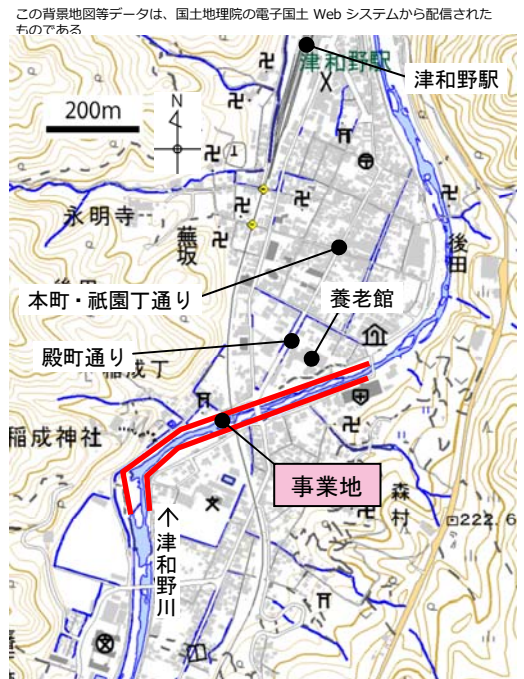 この背景地図等データは、国土地理院の電子国土 Web システムから配信された
ものである
津和野駅
津和野駅
200m
N
永明寺
蕪坂
後田
本町・祇園丁通り
養老館
殿町通り
稲成丁
稲成神社
事業地
森村
222.6
↑
津和野川